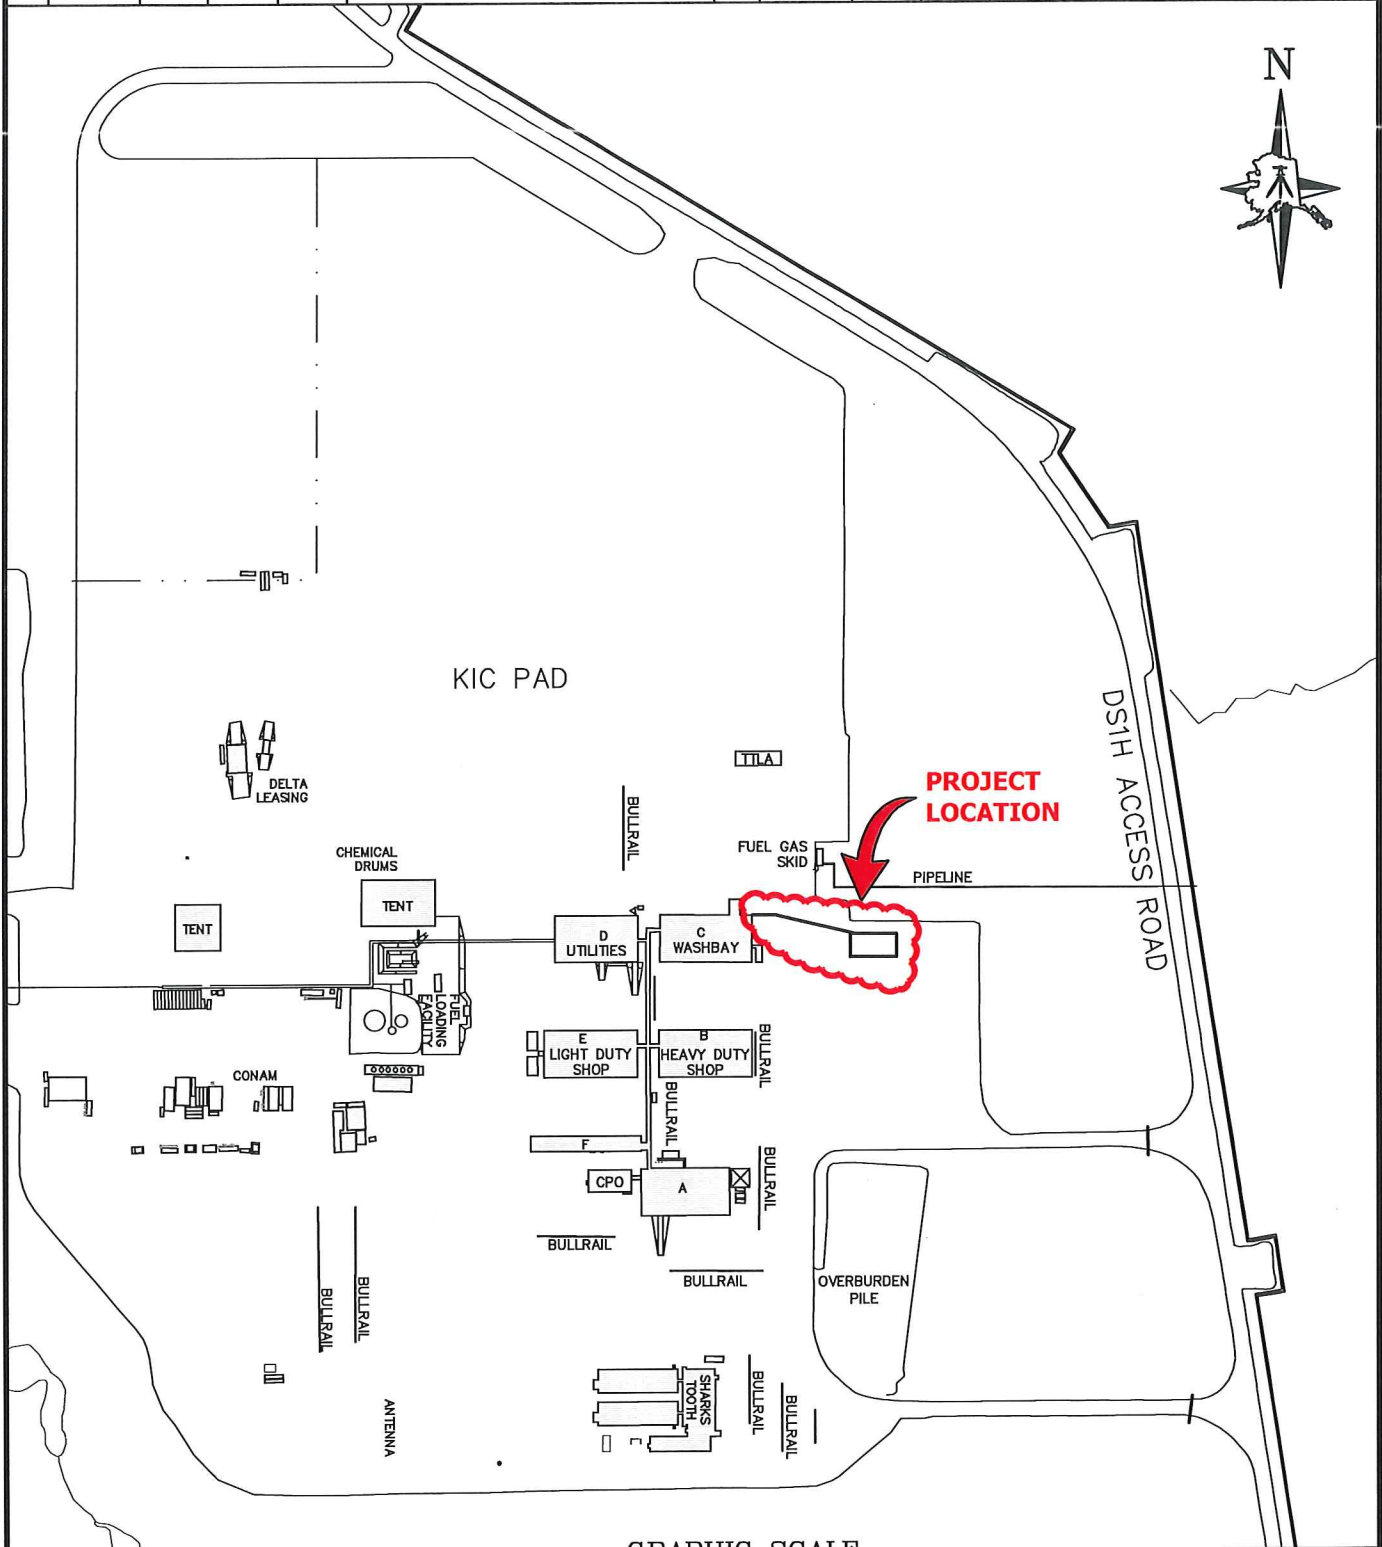 N
KIC PAD
DS1H ACCESS ROAD
DELTA
LEASING
TTLA
PROJECT
LOCATION
BULLRAIL
FUEL GAS
SKID
PIPELINE
CHEMICAL
DRUMS
TENT
TENT
D
UTILITIES
C
WASHBAY
FUEL
LOADING
FACILITY
E
LIGHT DUTY
SHOP
B
HEAVY DUTY
SHOP
BULLRAIL
CONAM
BULLRAIL
F
CPO
A
BULLRAIL
BULLRAIL
BULLRAIL
OVERBURDEN
PILE
BULLRAIL
BULLRAIL
SHARKS
TOOTH
BULLRAIL
BULLRAIL
ANTENNA